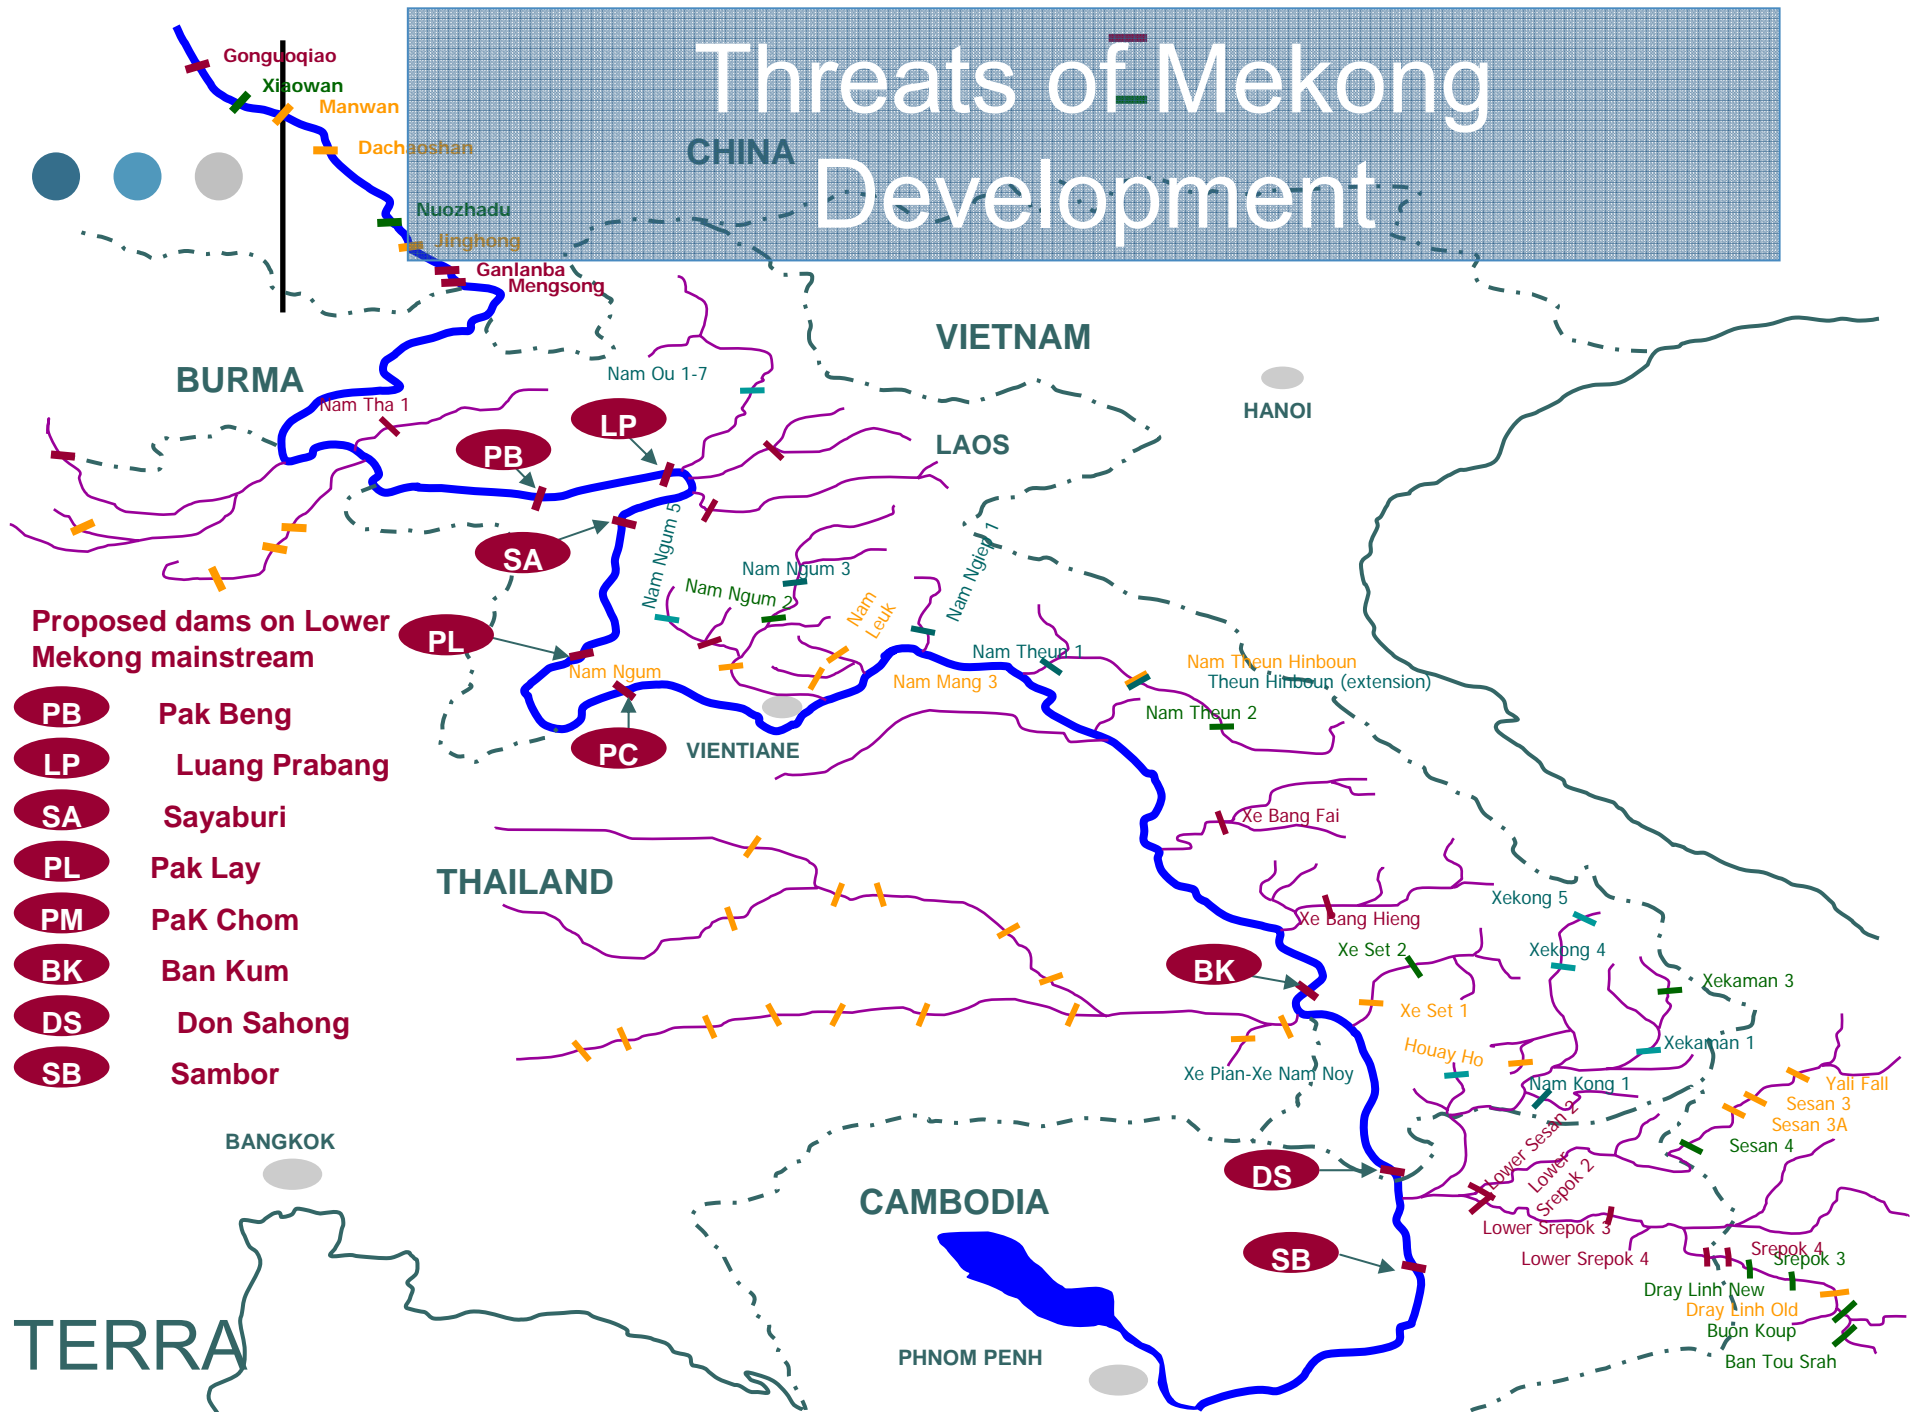 Threats of Mekong
Development
Gonguoqiao
Xiaowan
Manwan
Dachaoshan
CHINA
Nuozhadu
Jinghong
Ganlanba
Mengsong
VIETNAM
BURMA
Nam Ou 1-7
HANOI
Nam Tha 1
LP
LAOS
PB
SA
Nam Ngum 5
Nam Ngum 3
Nam Ngum 2
Nam
Leuk
Nam Ngiep 1
Proposed dams on Lower
Mekong mainstream
PL
Nam Ngum
Nam Mang 3
Nam Theun 1
Nam Theun Hinboun
Theun Hinboun (extension)
Nam Theun 2
PC
VIENTIANE
PB Pak Beng
LP Luang Prabang
SA Sayaburi
PL Pak Lay
PM PaK Chom
BK Ban Kum
DS Don Sahong
SB Sambor
Xe Bang Fai
THAILAND
Xe Bang Hieng
Xekong 5
Xe Set 2
Xekong 4
BK
Xekaman 3
Xe Set 1
Xekaman 1
Houay Ho
Xe Pian-Xe Nam Noy
Nam Kong 1
Yali Fall
Sesan 3
Sesan 3A
Sesan 4
BANGKOK
DS
Lower Sesan 2
Lower
Srepok 2
CAMBODIA
Lower Srepok 3
SB
Lower Srepok 4
Srepok 4
Srepok 3
Dray Linh New
Dray Linh Old
Buon Koup
Ban Tou Srah
TERRA
PHNOM PENH